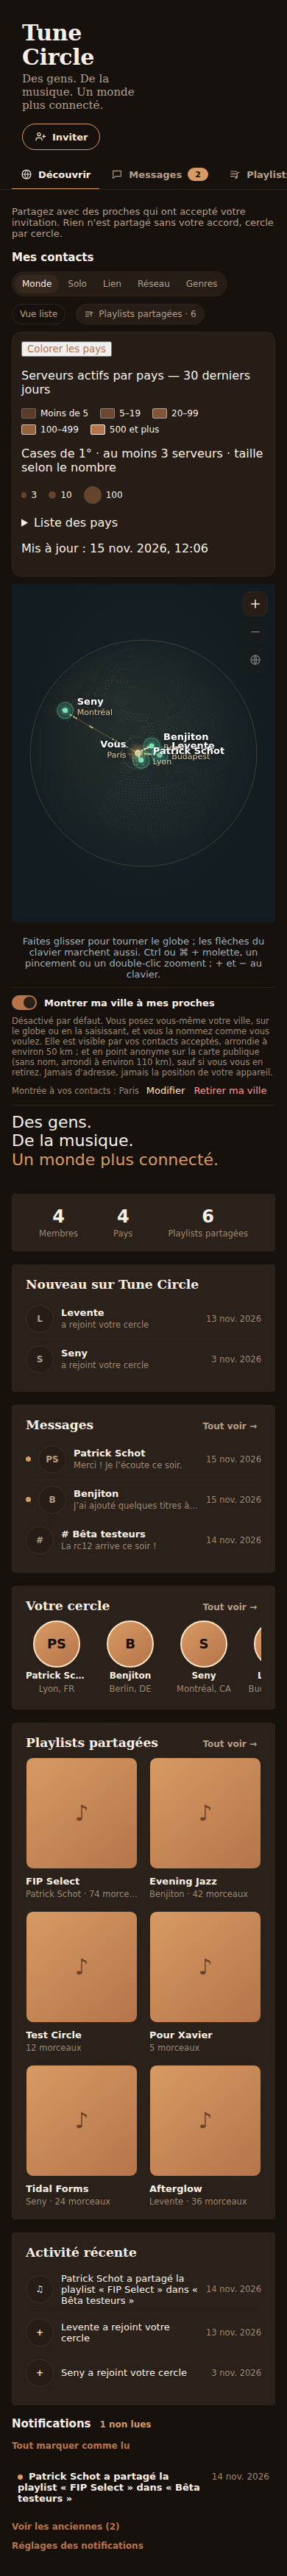 Tune
Circle
Des gens. De la
musique. Un monde
plus connecté.
Inviter
Découvrir
Messages 2
Playlists
Partagez avec des proches qui ont accepté votre
invitation. Rien n'est partagé sans votre accord, cercle
par cercle.
Mes contacts
Monde Solo Lien Réseau Genres
Vue liste
Playlists partagées · 6
Colorer les pays
Serveurs actifs par pays — 30 derniers
jours
Moins de 5 5–19 20–99
100–499 500 et plus
Cases de 1° · au moins 3 serveurs · taille
selon le nombre
3 10 100
Liste des pays
Mis à jour : 15 nov. 2026, 12:06
+
−
Seny
Montréal
Vous
Paris
Benjiton
Levente
Budapest
Patrick Schot
Lyon
Faites glisser pour tourner le globe ; les flèches du
clavier marchent aussi. Ctrl ou ⌘ + molette, un
pincement ou un double-clic zooment ; + et − au
clavier.
Montrer ma ville à mes proches
Désactivé par défaut. Vous posez vous-même votre ville, sur
le globe ou en la saisissant, et vous la nommez comme vous
voulez. Elle est visible par vos contacts acceptés, arrondie à
environ 50 km ; et en point anonyme sur la carte publique
(sans nom, arrondi à environ 110 km), sauf si vous vous en
retirez. Jamais d'adresse, jamais la position de votre appareil.
Montrée à vos contacts : Paris Modifier Retirer ma ville
Des gens.
De la musique.
Un monde plus connecté.
4 4 6
Membres Pays Playlists partagées
Nouveau sur Tune Circle
L Levente 13 nov. 2026
a rejoint votre cercle
S Seny 3 nov. 2026
a rejoint votre cercle
Messages Tout voir →
PS Patrick Schot 15 nov. 2026
Merci ! Je l’écoute ce soir.
B Benjiton 15 nov. 2026
J’ai ajouté quelques titres à…
# # Bêta testeurs 14 nov. 2026
La rc12 arrive ce soir !
Votre cercle Tout voir →
PS B S
Patrick Sc… Benjiton Seny
Lyon, FR Berlin, DE Montréal, CA
Playlists partagées Tout voir →
♪ ♪
FIP Select Evening Jazz
Patrick Schot · 74 morce… Benjiton · 42 morceaux
♪ ♪
Test Circle Pour Xavier
12 morceaux 5 morceaux
♪ ♪
Tidal Forms Afterglow
Seny · 24 morceaux Levente · 36 morceaux
Activité récente
♫ Patrick Schot a partagé la
playlist « FIP Select » dans « 14 nov. 2026
Bêta testeurs »
+ Levente a rejoint votre 13 nov. 2026
cercle
+ Seny a rejoint votre cercle 3 nov. 2026
Notifications 1 non lues
Tout marquer comme lu
Patrick Schot a partagé la 14 nov. 2026
playlist « FIP Select » dans « Bêta
testeurs »
Voir les anciennes (2)
Réglages des notifications